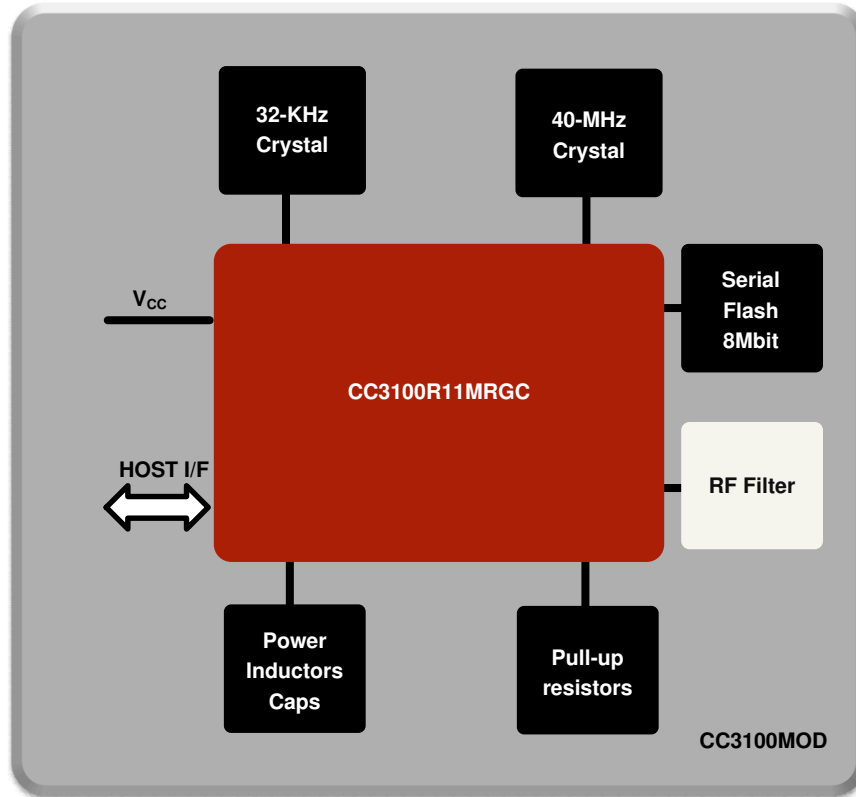 32-KHz
Crystal
40-MHz
Crystal
Serial
Flash
8Mbit
VCC
CC3100R11MRGC
HOST I/F
RF Filter
Power
Inductors
Caps
Pull-up
resistors
CC3100MOD